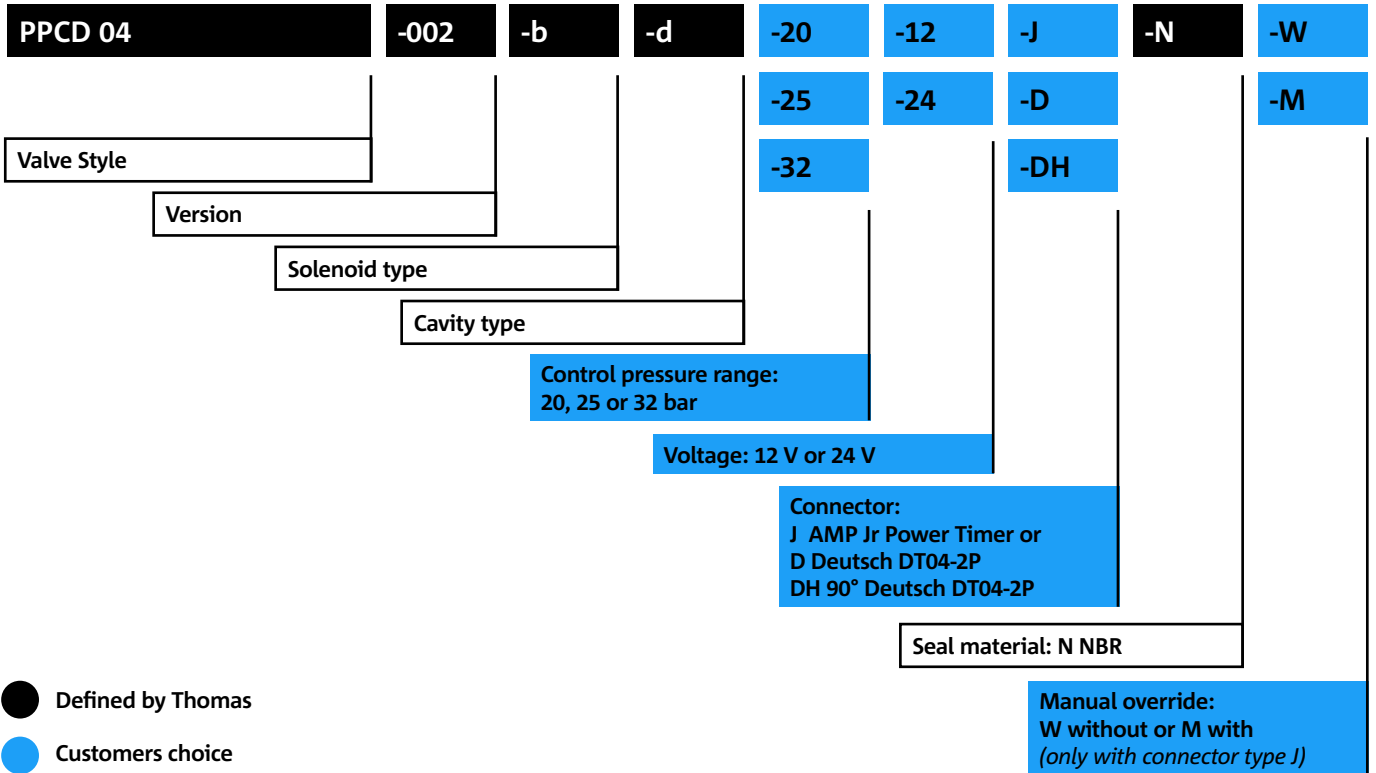 PPCD 04 -002 -b -d -20 -12 -J -N -W
-25 -24 -D -M
Valve Style -32 -DH
Version
Solenoid type
Cavity type
Control pressure range:
20, 25 or 32 bar
Voltage: 12 V or 24 V
Connector:
J AMP Jr Power Timer or
D Deutsch DT04-2P
DH 90° Deutsch DT04-2P
Seal material: N NBR
Defined by Thomas
Customers choice
Manual override:
W without or M with
(only with connector type J)